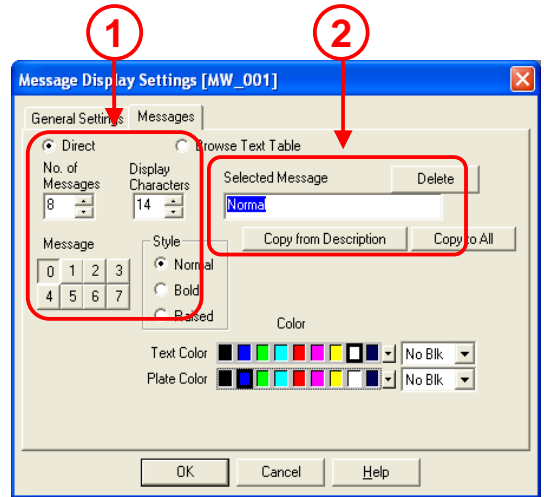 1 2
Message Display Settings [MW_001]
General Settings Messages
Direct Browse Text Table
No. of Messages Display Characters
8 14
Selected Message Delete
Normal
Copy from Description Copy to All
Message
0 1 2 3
4 5 6 7
Style
Normal
Bold
Raised
Color
Text Color No Blk
Plate Color No Blk
OK Cancel Help